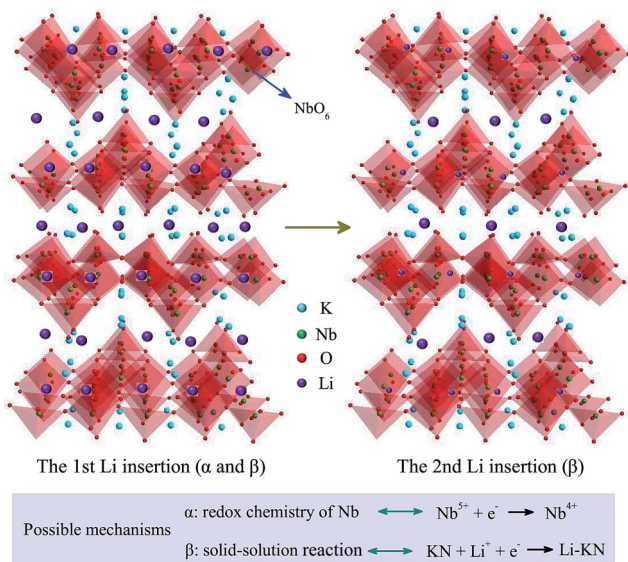 NbO₆
K
Nb
O
Li
The 1st Li insertion (α and β)
The 2nd Li insertion (β)
Possible mechanisms
α: redox chemistry of Nb ⟷ Nb⁵⁺ + e⁻ → Nb⁴⁺
β: solid-solution reaction ⟷ KN + Li⁺ + e⁻ → Li-KN